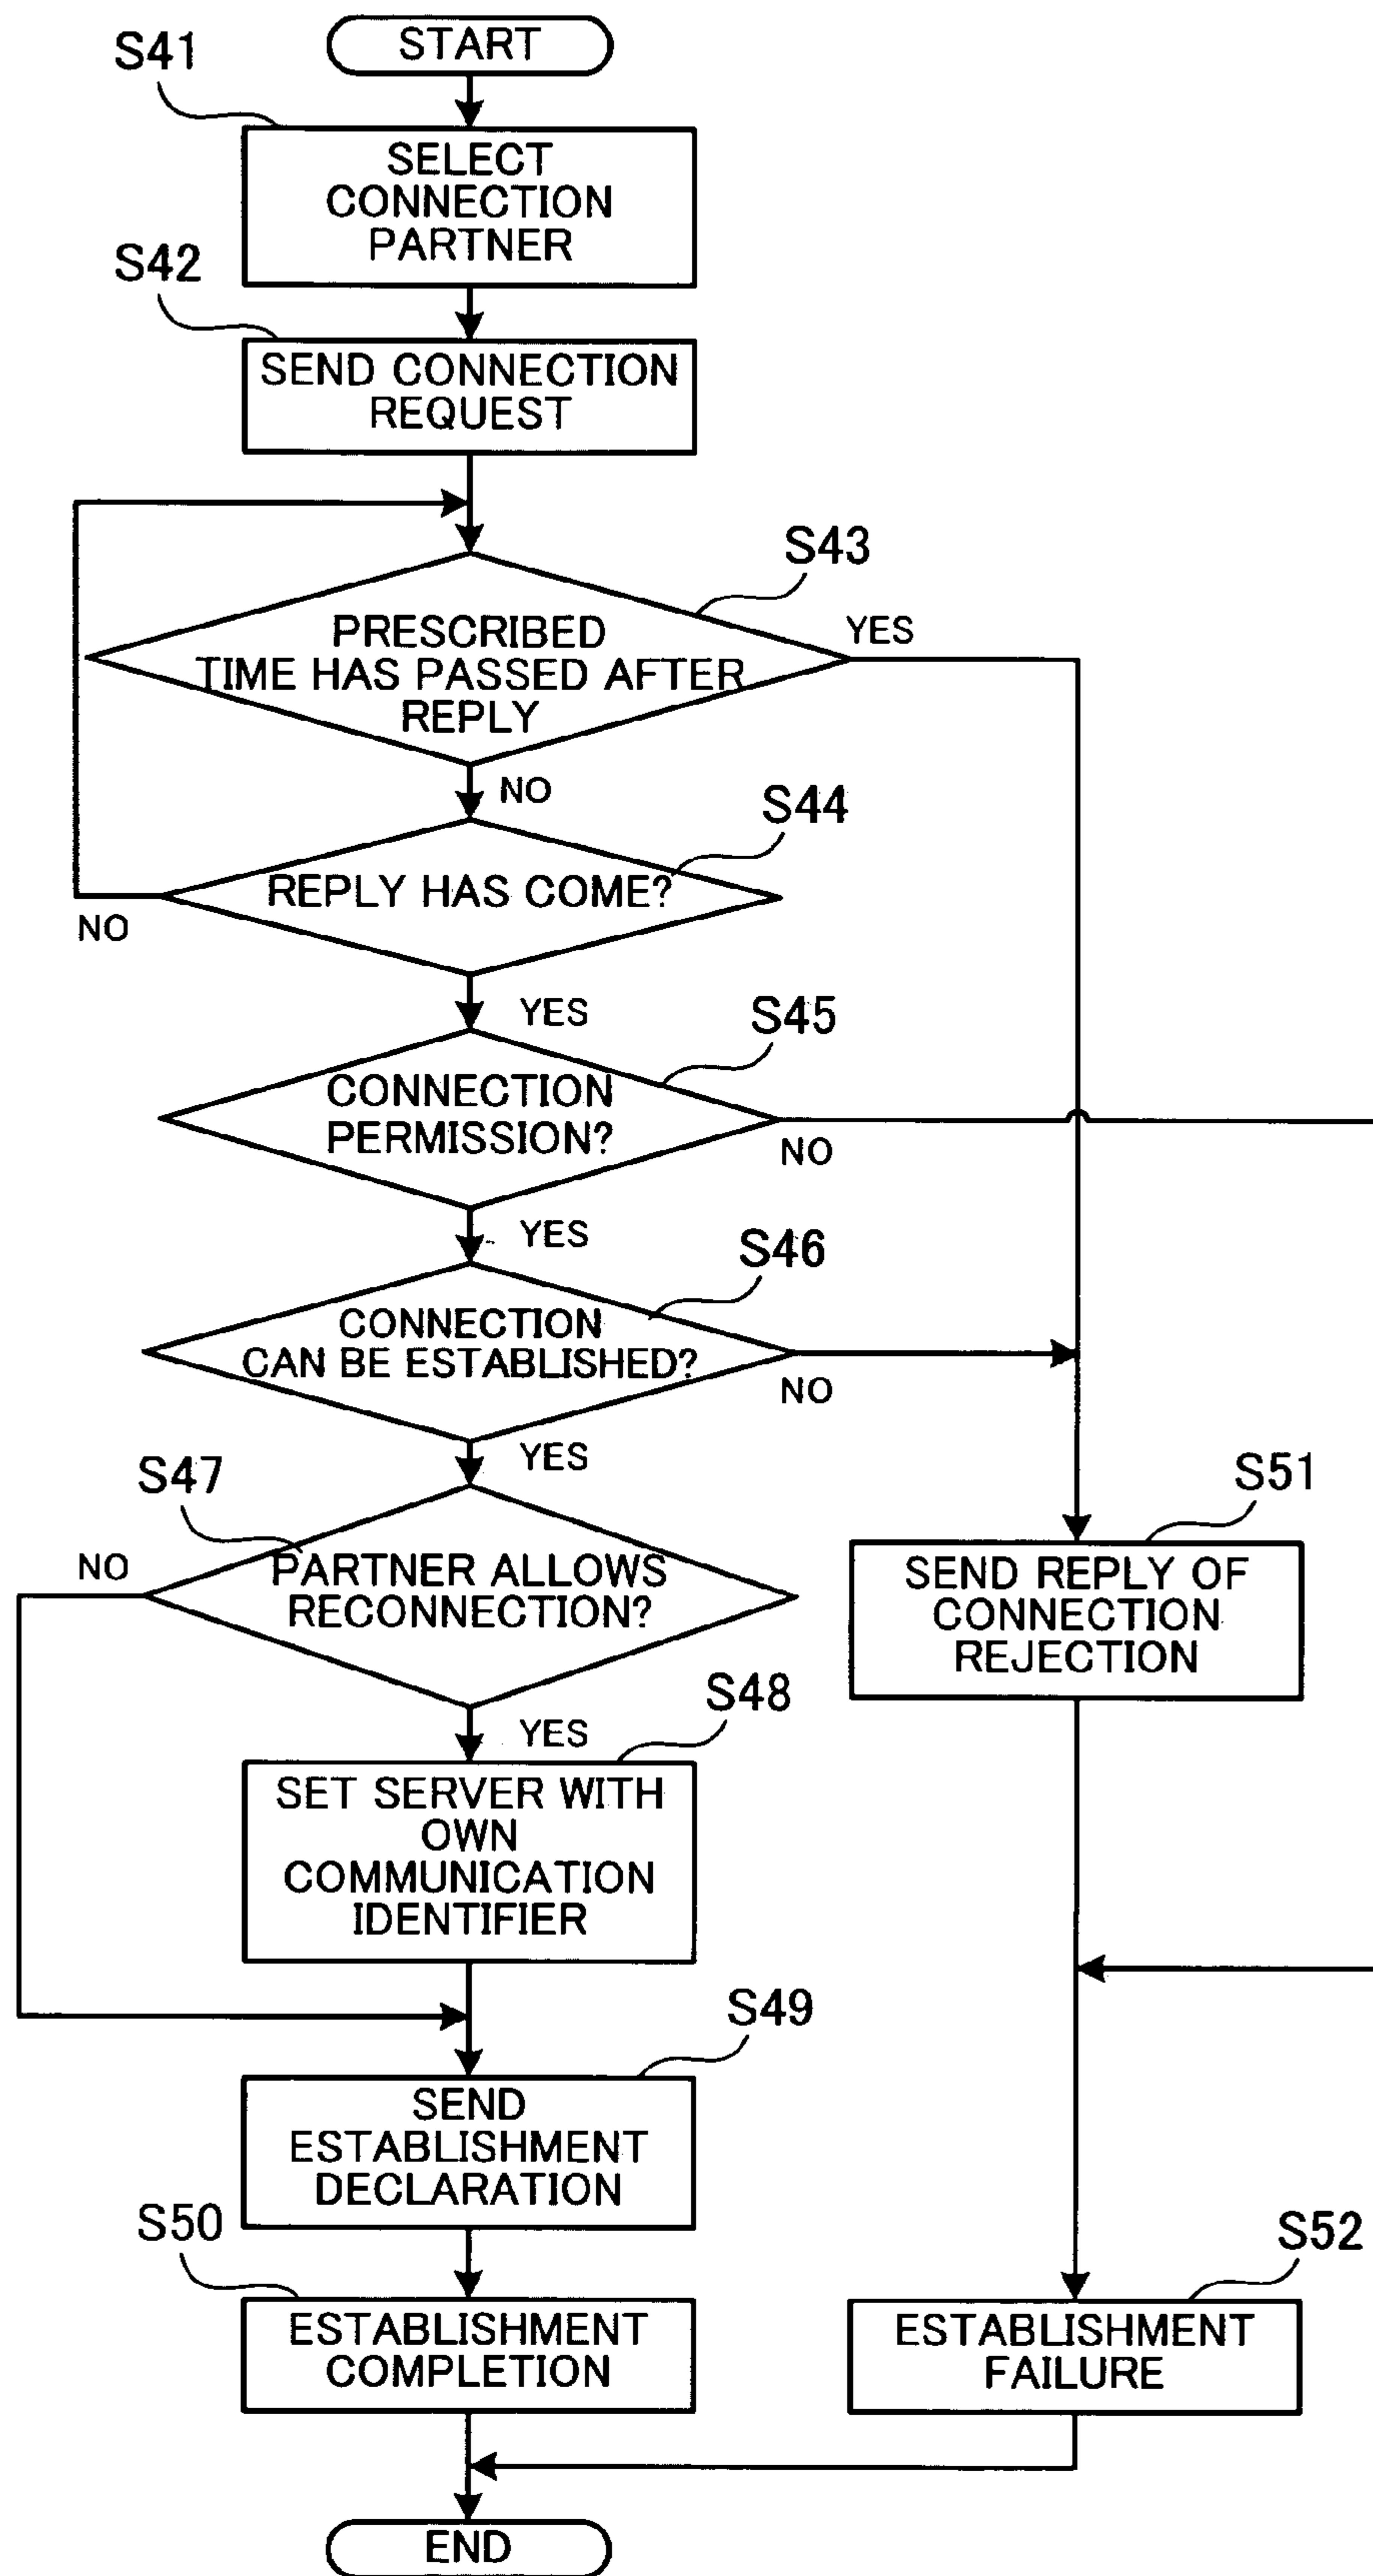 START
S41
SELECT
CONNECTION
PARTNER
S42
SEND CONNECTION
REQUEST
S43
PRESCRIBED
TIME HAS PASSED AFTER
REPLY
YES
NO
S44
REPLY HAS COME?
NO
YES
S45
CONNECTION
PERMISSION?
NO
YES
S46
CONNECTION
CAN BE ESTABLISHED?
NO
YES
S47
NO
PARTNER ALLOWS
RECONNECTION?
S51
SEND REPLY OF
CONNECTION
REJECTION
YES
S48
SET SERVER WITH
OWN
COMMUNICATION
IDENTIFIER
S49
SEND
ESTABLISHMENT
DECLARATION
S50
ESTABLISHMENT
COMPLETION
S52
ESTABLISHMENT
FAILURE
END